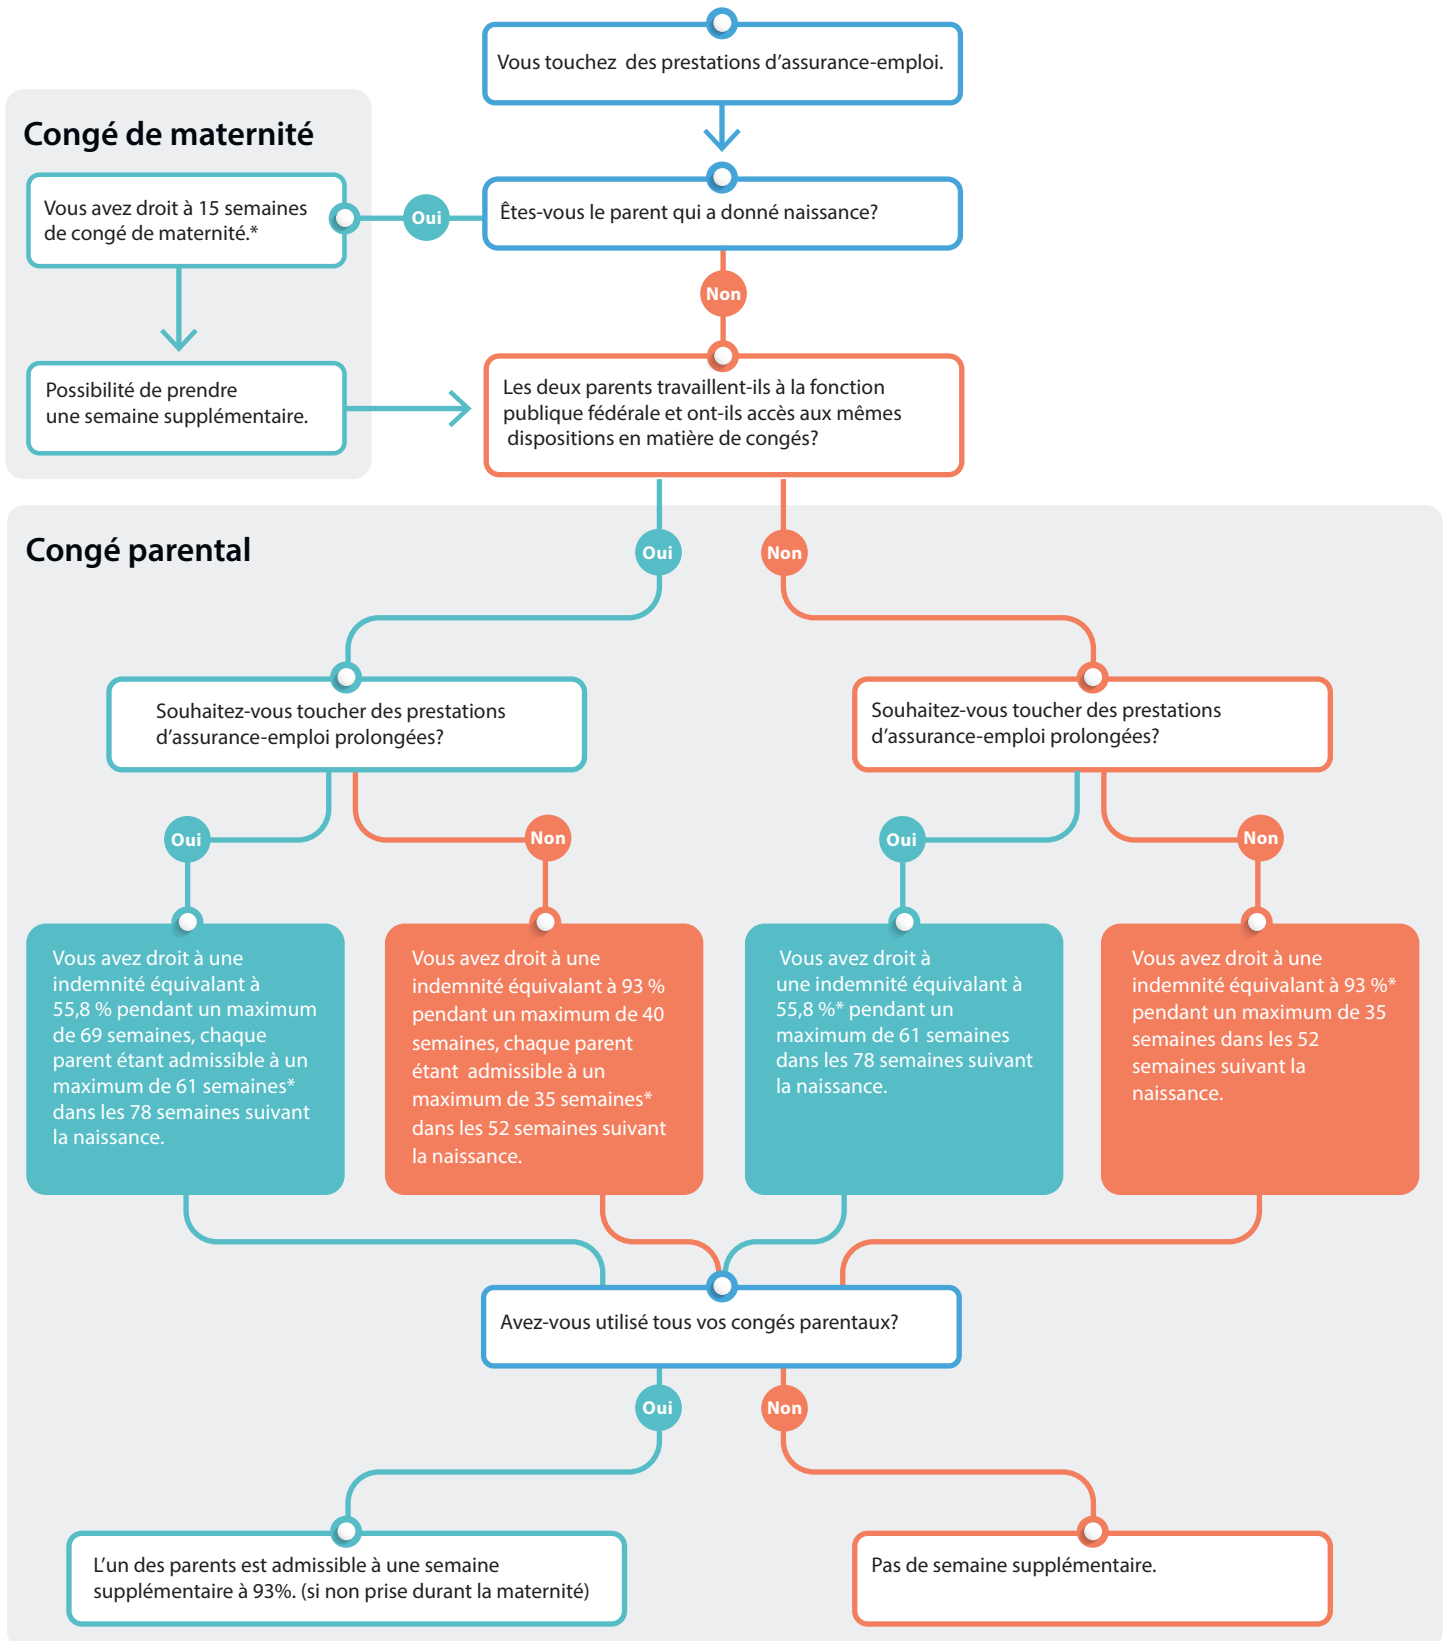 Vous touchez des prestations d'assurance-emploi.
Congé de maternité
Vous avez droit à 15 semaines
de congé de maternité.*
Oui
Êtes-vous le parent qui a donné naissance?
Non
Possibilité de prendre
une semaine supplémentaire.
Les deux parents travaillent-ils à la fonction
publique fédérale et ont-ils accès aux mêmes
dispositions en matière de congés?
Congé parental
Oui
Non
Souhaitez-vous toucher des prestations
d'assurance-emploi prolongées?
Souhaitez-vous toucher des prestations
d'assurance-emploi prolongées?
Oui
Non
Oui
Non
Vous avez droit à une
indemnité équivalant à
55,8 % pendant un maximum
de 69 semaines, chaque
parent étant admissible à un
maximum de 61 semaines*
dans les 78 semaines suivant
la naissance.
Vous avez droit à une
indemnité équivalant à 93 %
pendant un maximum de 40
semaines, chaque parent
étant admissible à un
maximum de 35 semaines*
dans les 52 semaines suivant
la naissance.
Vous avez droit à
une indemnité équivalant à
55,8 %* pendant un
maximum de 61 semaines
dans les 78 semaines suivant
la naissance.
Vous avez droit à une
indemnité équivalant à 93 %*
pendant un maximum de 35
semaines dans les 52
semaines suivant la
naissance.
Avez-vous utilisé tous vos congés parentaux?
Oui
Non
L'un des parents est admissible à une semaine
supplémentaire à 93%. (si non prise durant la maternité)
Pas de semaine supplémentaire.